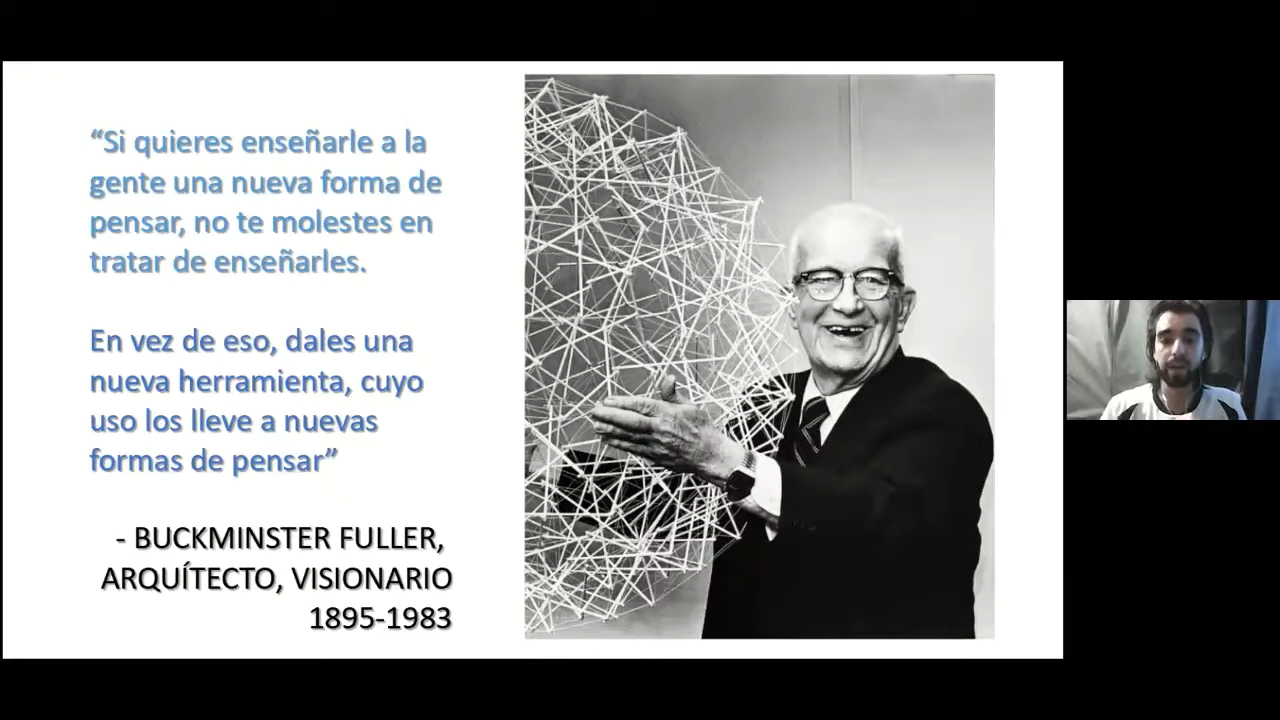 “Si quieres enseñarle a la
gente una nueva forma de
pensar, no te molestes en
tratar de enseñarles.
En vez de eso, dales una
nueva herramienta, cuyo
uso los lleve a nuevas
formas de pensar”
- BUCKMINSTER FULLER,
ARQUÍTECTO, VISIONARIO
1895-1983